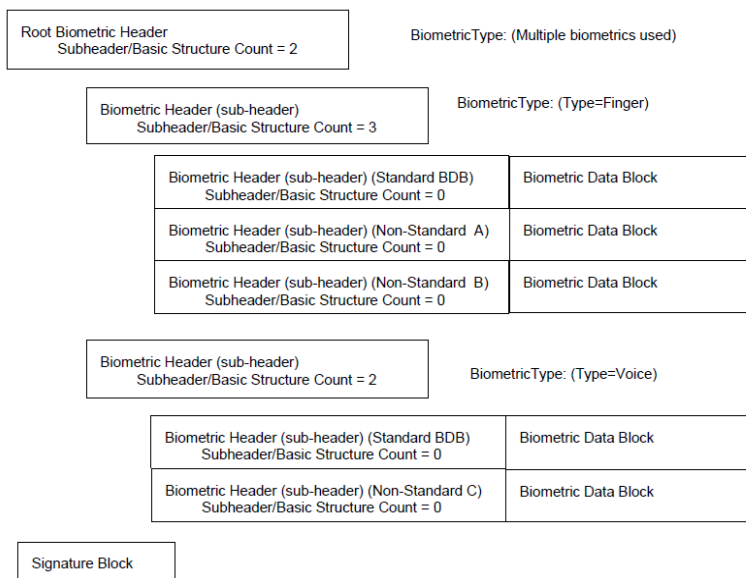 Root Biometric Header
Subheader/Basic Structure Count = 2
BiometricType: (Multiple biometrics used)
Biometric Header (sub-header)
Subheader/Basic Structure Count = 3
BiometricType: (Type=Finger)
Biometric Header (sub-header) (Standard BDB)
Subheader/Basic Structure Count = 0
Biometric Data Block
Biometric Header (sub-header) (Non-Standard A)
Subheader/Basic Structure Count = 0
Biometric Data Block
Biometric Header (sub-header) (Non-Standard B)
Subheader/Basic Structure Count = 0
Biometric Data Block
Biometric Header (sub-header)
Subheader/Basic Structure Count = 2
BiometricType: (Type=Voice)
Biometric Header (sub-header) (Standard BDB)
Subheader/Basic Structure Count = 0
Biometric Data Block
Biometric Header (sub-header) (Non-Standard C)
Subheader/Basic Structure Count = 0
Biometric Data Block
Signature Block